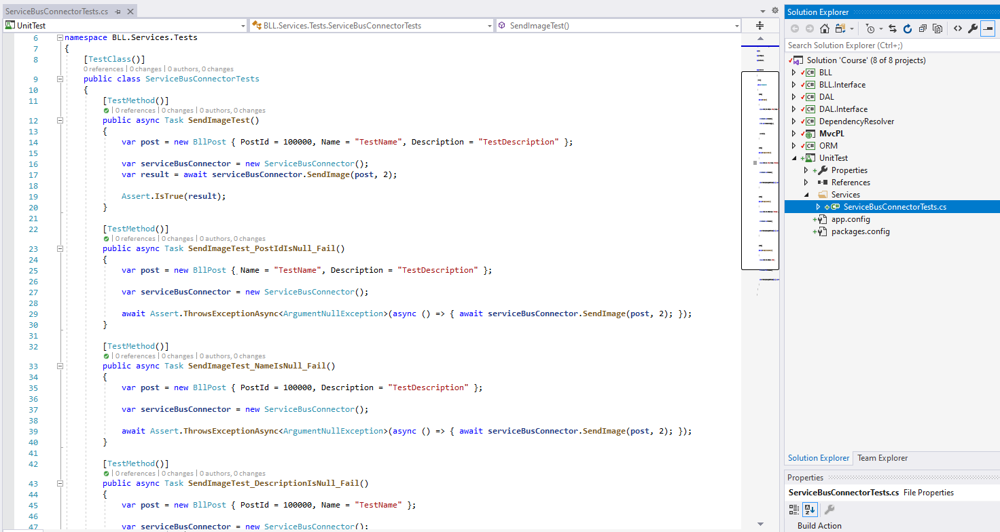 ServiceBusConnectorTests.cs
UnitTest
BLL.Services.Tests.ServiceBusConnectorTests
SendImageTest()
6 namespace BLL.Services.Tests
7 {
8 [TestClass()]
0 references | 0 changes | 0 authors, 0 changes
9 public class ServiceBusConnectorTests
10 {
11 [TestMethod()]
| 0 references | 0 changes | 0 authors, 0 changes
12 public async Task SendImageTest()
13 {
14 var post = new BllPost { PostId = 100000, Name = "TestName", Description = "TestDescription" };
15
16 var serviceBusConnector = new ServiceBusConnector();
17 var result = await serviceBusConnector.SendImage(post, 2);
18
19 Assert.IsTrue(result);
20 }
21
22 [TestMethod()]
| 0 references | 0 changes | 0 authors, 0 changes
23 public async Task SendImageTest_PostIdIsNull_Fail()
24 {
25 var post = new BllPost { Name = "TestName", Description = "TestDescription" };
26
27 var serviceBusConnector = new ServiceBusConnector();
28
29 await Assert.ThrowsExceptionAsync<ArgumentNullException>(async () => { await serviceBusConnector.SendImage(post, 2); });
30 }
31
32 [TestMethod()]
| 0 references | 0 changes | 0 authors, 0 changes
33 public async Task SendImageTest_NameIsNull_Fail()
34 {
35 var post = new BllPost { PostId = 100000, Description = "TestDescription" };
36
37 var serviceBusConnector = new ServiceBusConnector();
38
39 await Assert.ThrowsExceptionAsync<ArgumentNullException>(async () => { await serviceBusConnector.SendImage(post, 2); });
40 }
41
42 [TestMethod()]
| 0 references | 0 changes | 0 authors, 0 changes
43 public async Task SendImageTest_DescriptionIsNull_Fail()
44 {
45 var post = new BllPost { PostId = 100000, Name = "TestName" };
46
47 var serviceBusConnector = new ServiceBusConnector();
Solution Explorer
Search Solution Explorer (Ctrl+;)
Solution 'Course' (8 of 8 projects)
C# BLL
C# BLL.Interface
C# DAL
C# DAL.Interface
C# DependencyResolver
MvcPL
C# ORM
UnitTest
Properties
References
Services
C# ServiceBusConnectorTests.cs
app.config
packages.config
Solution Explorer Team Explorer
Properties
ServiceBusConnectorTests.cs File Properties
Build Action